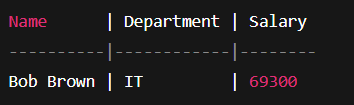 Name      | Department | Salary
----------|------------|--------
Bob Brown | IT         | 69300